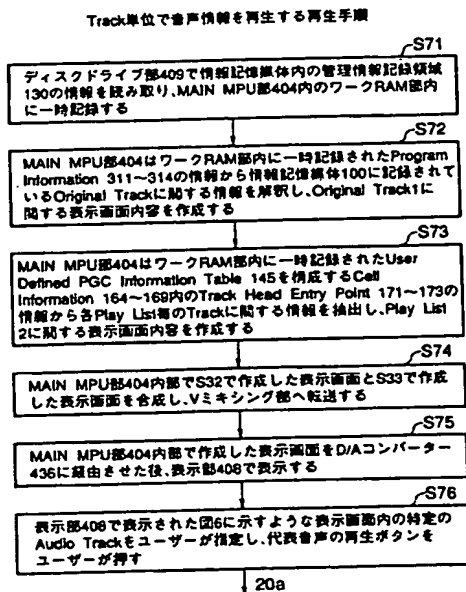 Track単位で音声情報を再生する再生手順
S71
ディスクドライブ部409で情報記憶媒体内の管理情報記録領域
130の情報を読み取り、MAIN MPU部404内のワークRAM部内
に一時記録する
S72
MAIN MPU部404はワークRAM部内に一時記録されたProgram
Information 311〜314の情報から情報記憶媒体100に記録され
ているOriginal Trackに関する情報を解釈し、Original Track1に
関する表示画面内容を作成する
S73
MAIN MPU部404はワークRAM部内に一時記録されたUser
Defined PGC Information Table 145を構成するCell
Information 164〜169内のTrack Head Entry Point 171〜173の
情報から各Play List毎のTrackに関する情報を抽出し、Play List
2に関する表示画面内容を作成する
S74
MAIN MPU部404内部でS32で作成した表示画面とS33で作成
した表示画面を合成し、Vミキシング部へ転送する
S75
MAIN MPU部404内部で作成した表示画面をD/Aコンバーター
436に経由させた後、表示部408で表示する
S76
表示部408で表示された図6に示すような表示画面内の特定の
Audio Trackをユーザーが指定し、代表音声の再生ボタンを
ユーザーが押す
20a